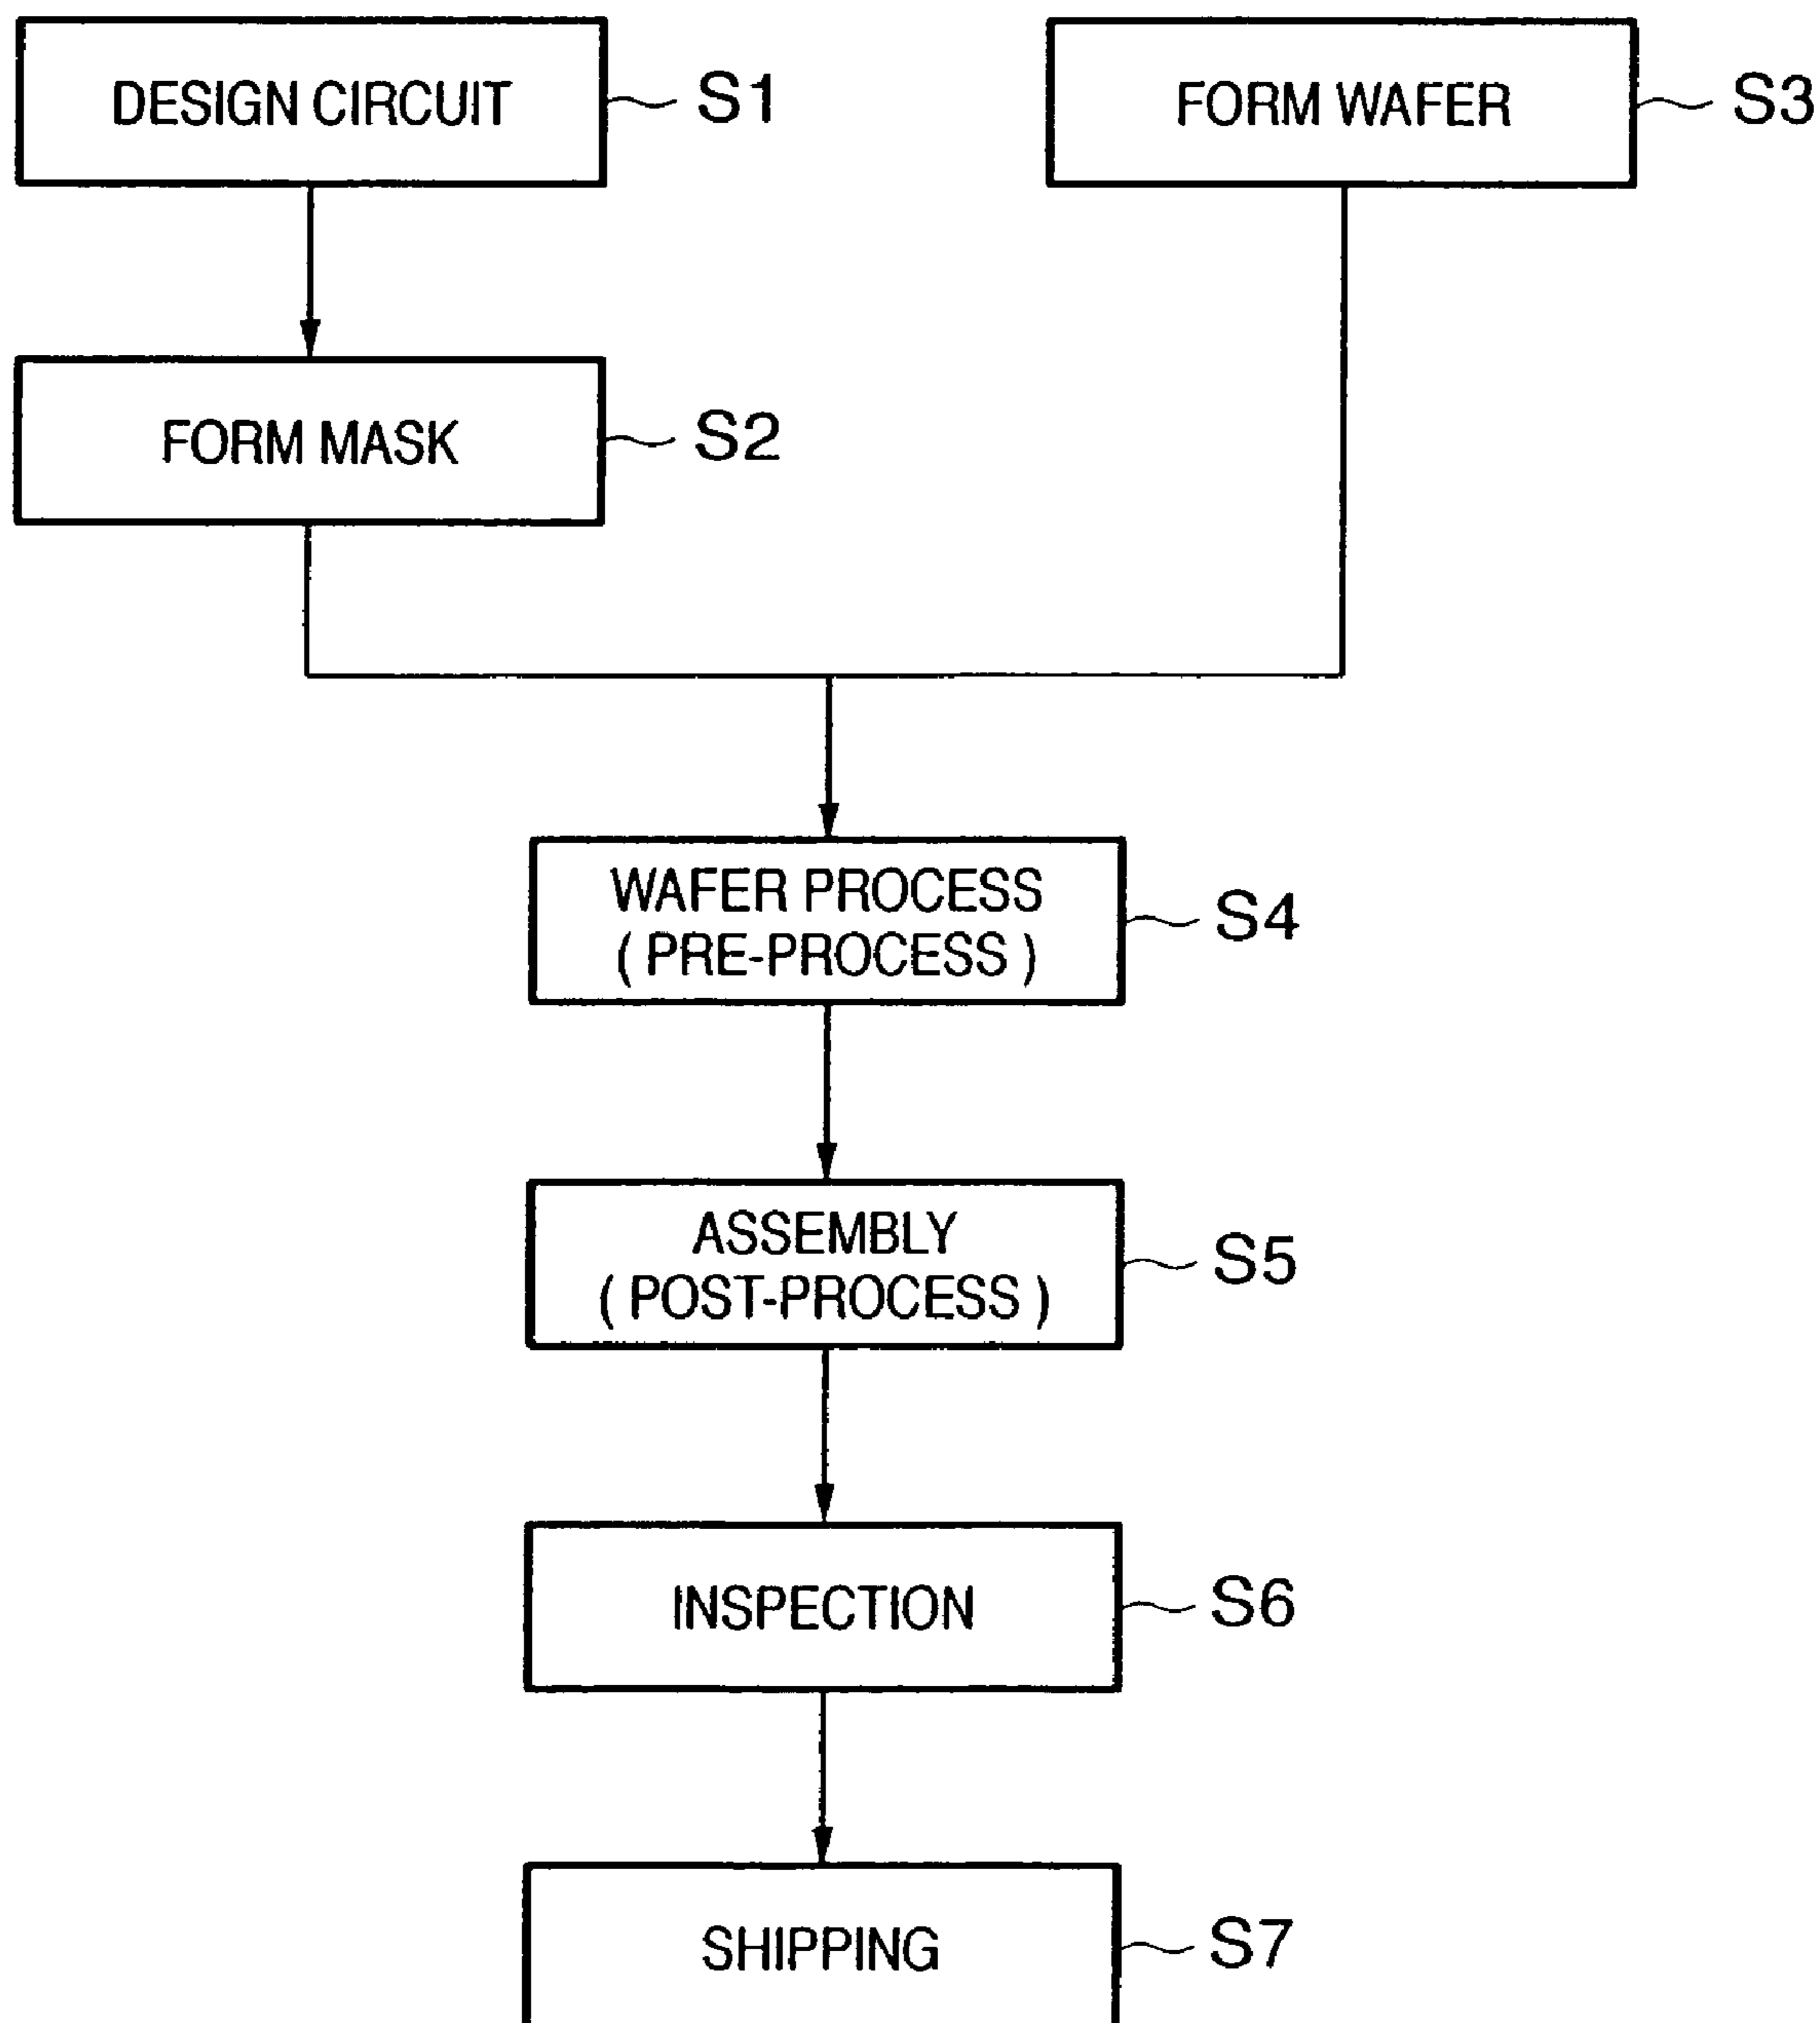 DESIGN CIRCUIT S1
FORM WAFER S3
FORM MASK S2
WAFER PROCESS
( PRE-PROCESS )
S4
ASSEMBLY
( POST-PROCESS )
S5
INSPECTION S6
SHIPPING S7